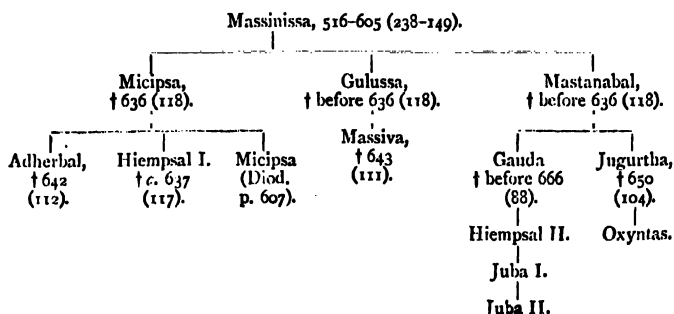 Massinissa, 516–605 (238–149).
Micipsa, † 636 (118).
Gulussa, † before 636 (118).
Mastanabal, † before 636 (118).
Adherbal, † 642 (112).
Hiempsal I. † c. 637 (117).
Micipsa (Diod. p. 607).
Massiva, † 643 (111).
Gauda † before 666 (88).
Jugurtha, † 650 (104).
Hiempsal II.
Oxyntas.
Juba I.
Juba II.